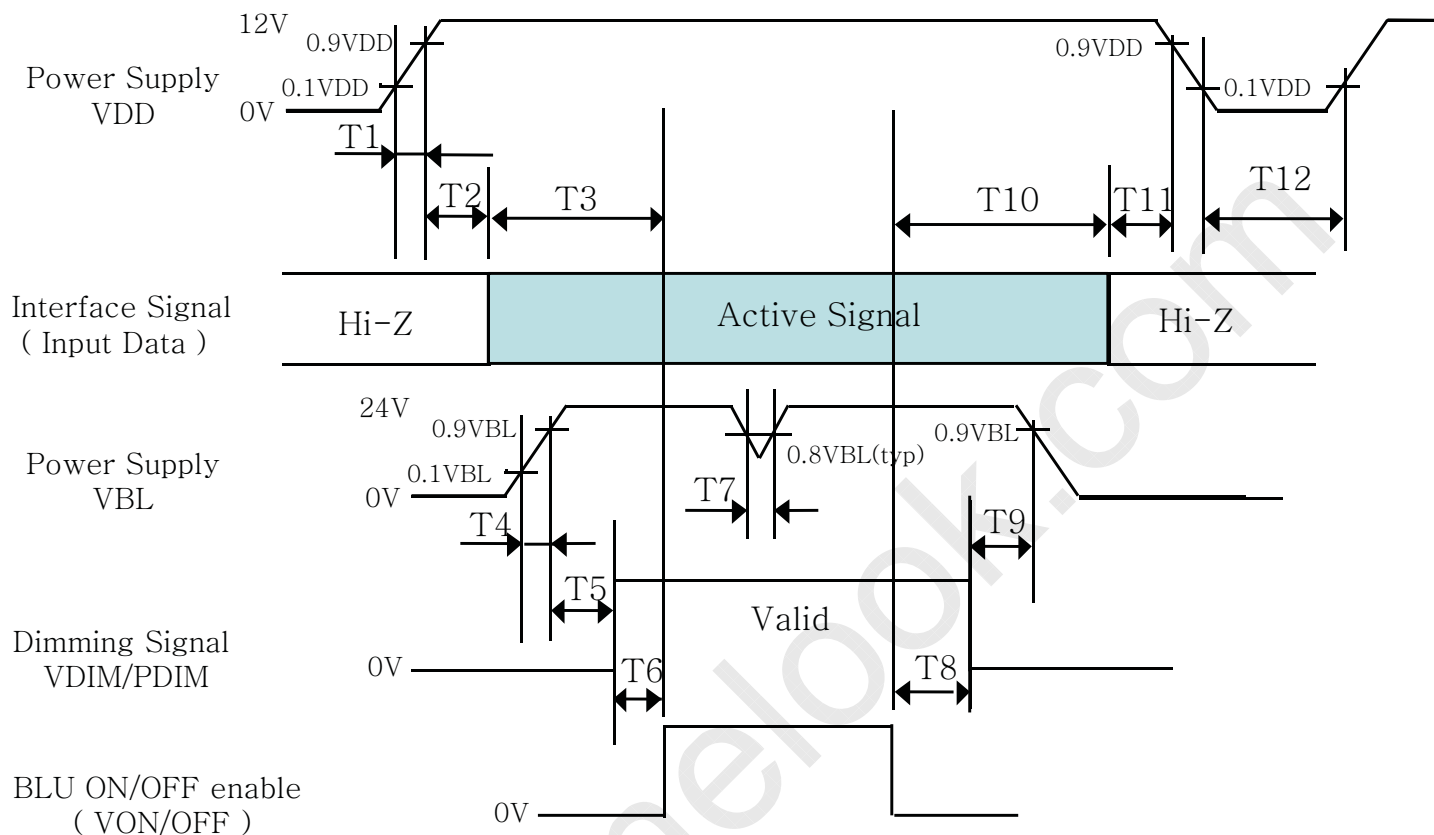 12V
0.9VDD
0.9VDD
Power Supply
VDD
0.1VDD
0.1VDD
0V
T1
T2
T3
T10
T11
T12
Interface Signal
( Input Data )
Hi-Z
Active Signal
Hi-Z
24V
0.9VBL
0.9VBL
0.8VBL(typ)
Power Supply
VBL
0.1VBL
0V
T7
T4
T9
T5
Valid
Dimming Signal
VDIM/PDIM
0V
T6
T8
BLU ON/OFF enable
( VON/OFF )
0V
nelook.com